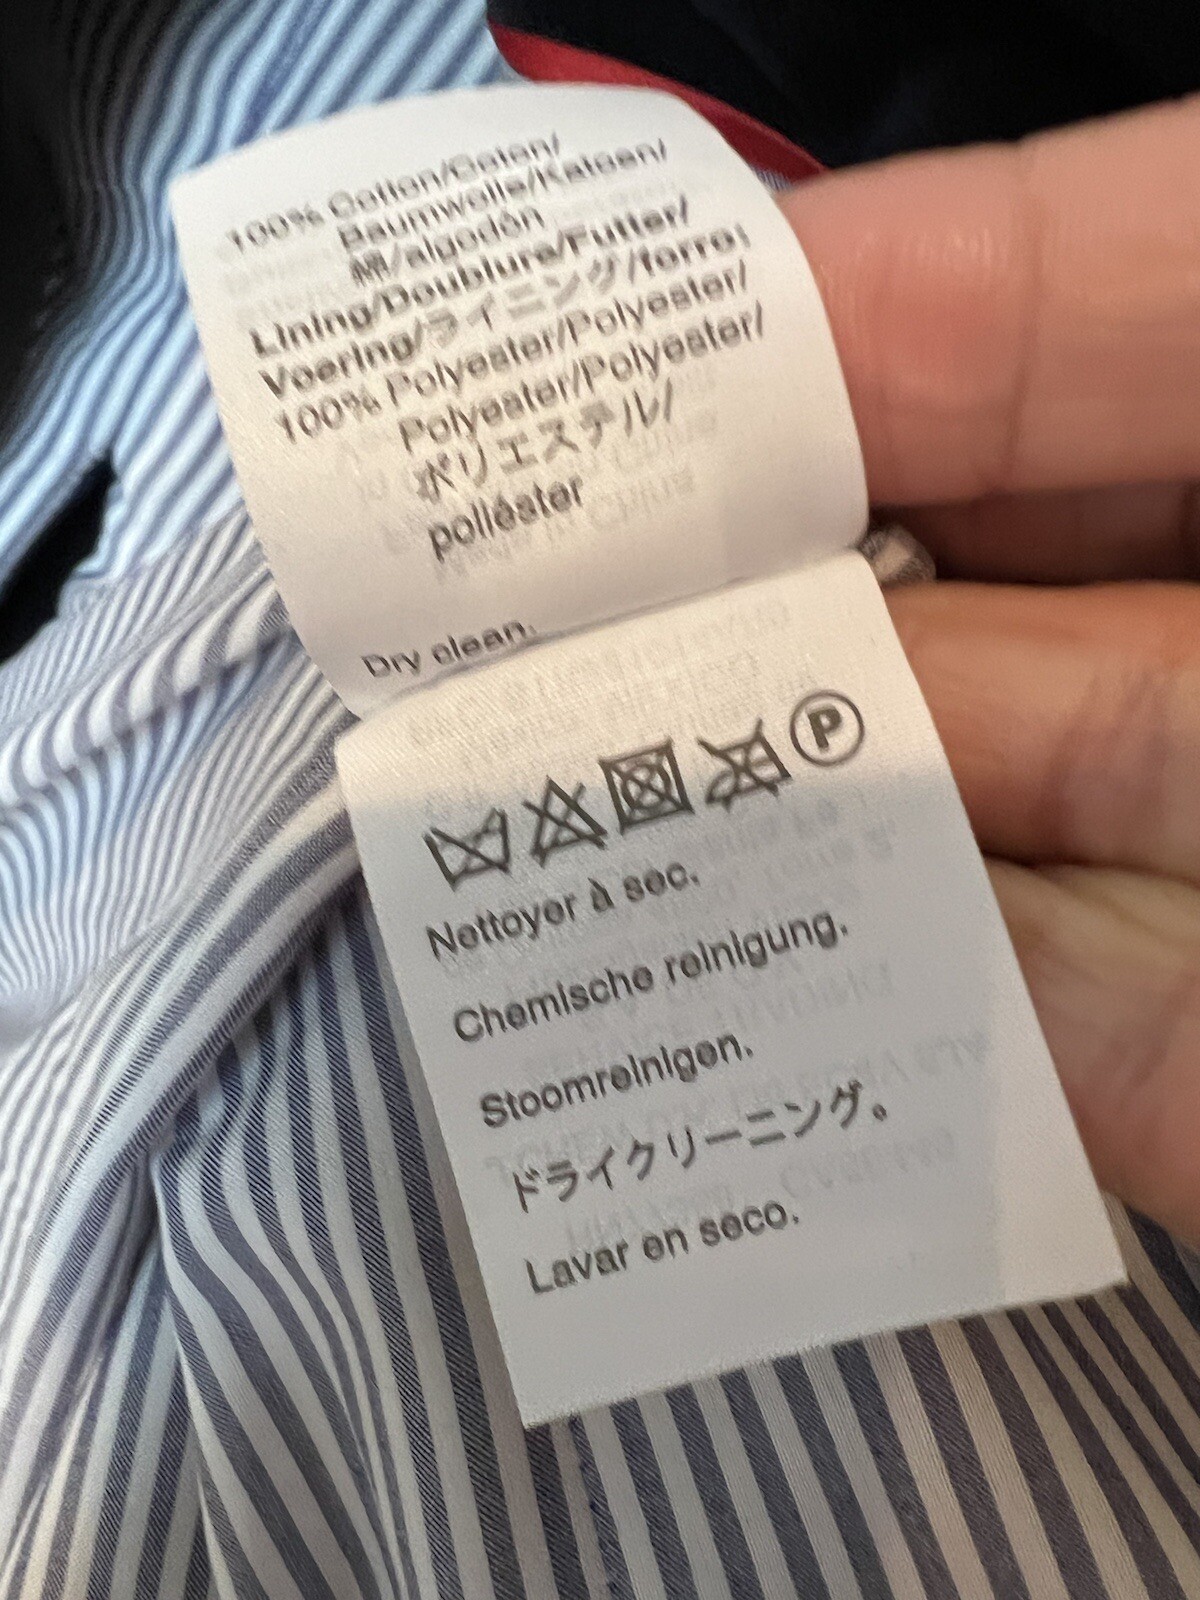 100% Cotton/Coton/
Baumwolle/Katoen/
綿/algodón
Lining/Doublure/Futter/
Voering/ライニング/forro:
100% Polyester/Polyester/
Polyester/Polyester/
ポリエステル/
poliéster
Dry clean.
P
Nettoyer à sec.
Chemische reinigung.
Stoomreinigen.
ドライクリーニング。
Lavar en seco.